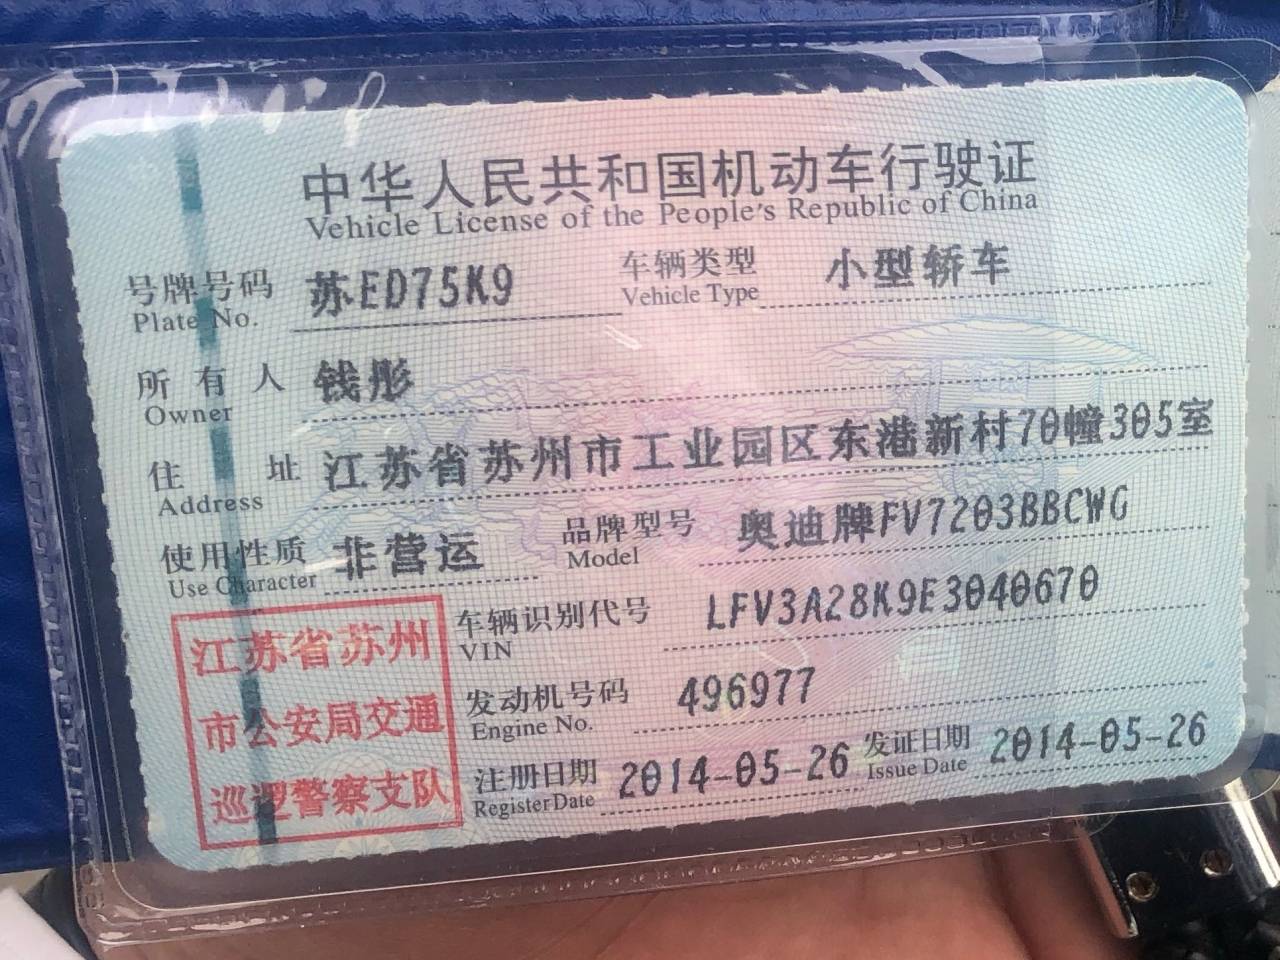 中华人民共和国机动车行驶证
Vehicle License of the People's Republic of China
号牌号码 苏ED75K9 车辆类型 小型轿车
Plate No. Vehicle Type
所有人 钱彤
Owner
住址 江苏省苏州市工业园区东港新村70幢305室
Address
使用性质 非营运 品牌型号 奥迪牌FV7203BBCWG
Use Character Model
车辆识别代号 LFV3A28K9E3040670
VIN
发动机号码 496977
Engine No.
注册日期 2014-05-26 发证日期 2014-05-26
Register Date Issue Date
江苏省苏州
市公安局交通
巡逻警察支队